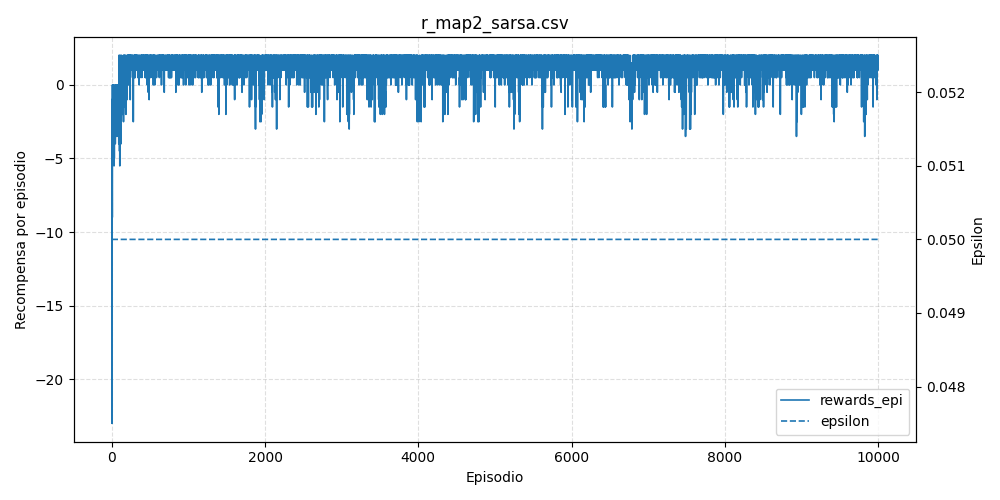 r_map2_sarsa.csv
Recompensa por episodio
0
−5
−10
−15
−20
0.052
0.051
0.050
0.049
0.048
Epsilon
rewards_epi
epsilon
0
2000
4000
6000
8000
10000
Episodio